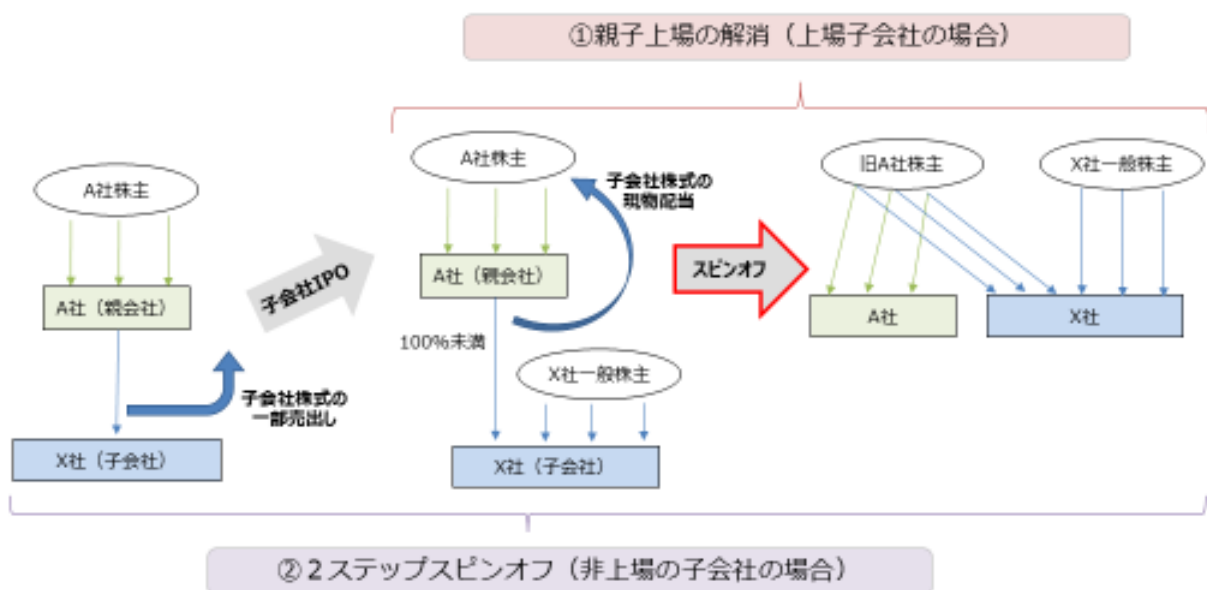 ①親子上場の解消（上場子会社の場合）
A社株主
A社（親会社）
子会社株式の
一部売出し
X社（子会社）
子会社IPO
A社株主
子会社株式の
現物配当
A社（親会社）
100％未満
X社一般株主
X社（子会社）
スピンオフ
旧A社株主
X社一般株主
A社
X社
②２ステップスピンオフ（非上場の子会社の場合）